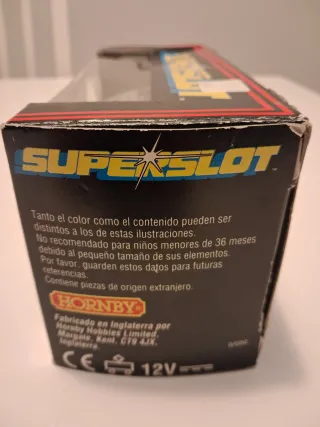 SUPERSLOT
SUPERSLOT
Tanto el color como el contenido pueden ser
distintos a los de estas ilustraciones.
No recomendado para niños menores de 36 meses
debido al pequeño tamaño de sus elementos.
Por favor, guarden estos datos para futuras
referencias.
Contiene piezas de origen extranjero.
HORNBY
Fabricado en Inglaterra por
Hornby Hobbies Limited,
Margate, Kent. CT9 4JX.
Inglaterra.
CE 12V